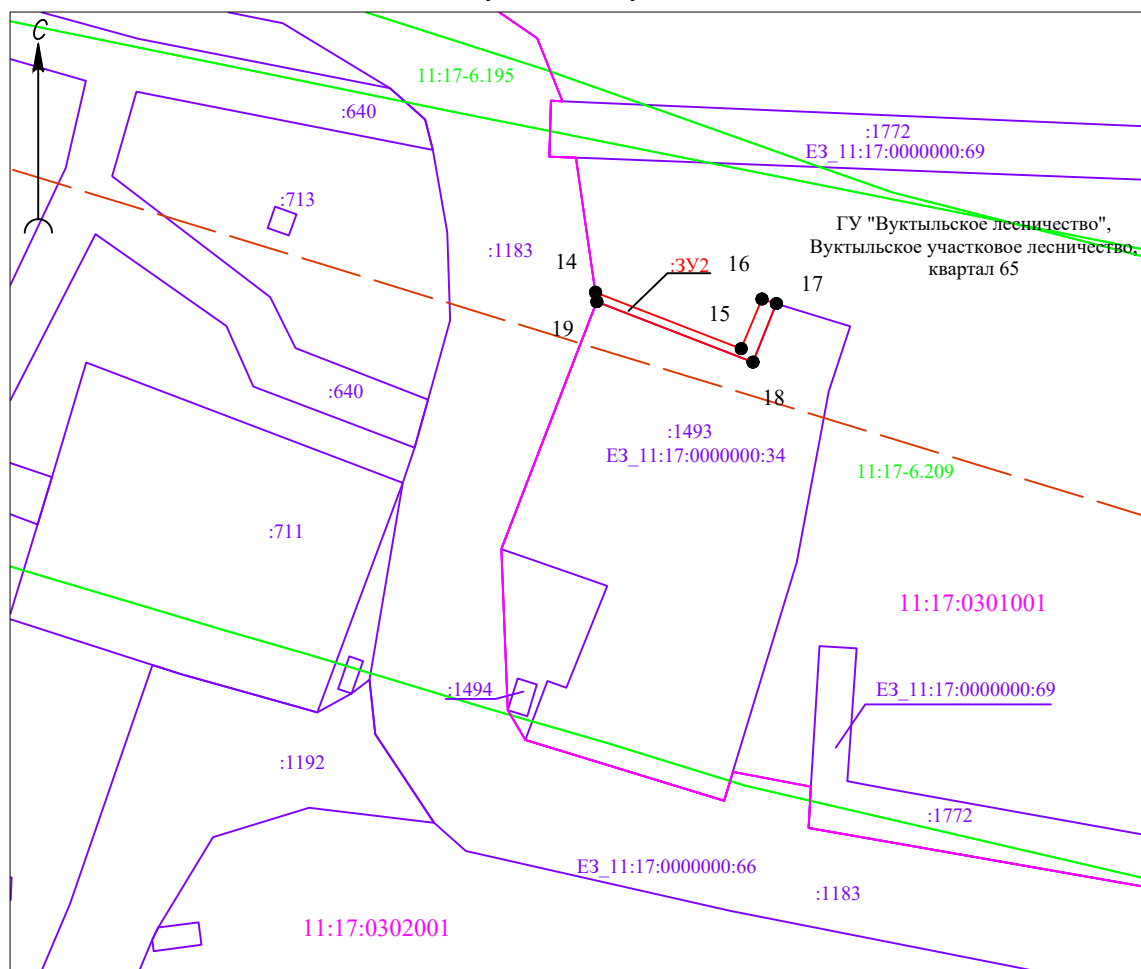 С
11:17-6.195
:640
:1772
ЕЗ_11:17:0000000:69
:713
ГУ "Вуктыльское лесничество",
Вуктыльское участковое лесничество,
квартал 65
:1183
14
:ЗУ2
16
17
15
19
18
:640
:1493
ЕЗ_11:17:0000000:34
11:17-6.209
:711
11:17:0301001
:1494
ЕЗ_11:17:0000000:69
:1192
:1772
ЕЗ_11:17:0000000:66
:1183
11:17:0302001